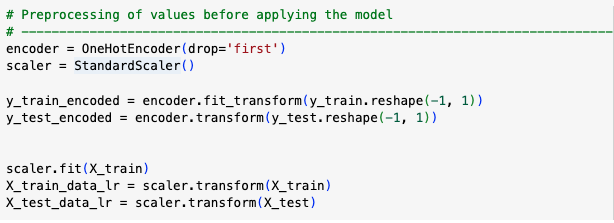 # Preprocessing of values before applying the model
# ---------------------------------------------------------------------------
encoder = OneHotEncoder(drop='first')
scaler = StandardScaler()
y_train_encoded = encoder.fit_transform(y_train.reshape(-1, 1))
y_test_encoded = encoder.transform(y_test.reshape(-1, 1))
scaler.fit(X_train)
X_train_data_lr = scaler.transform(X_train)
X_test_data_lr = scaler.transform(X_test)